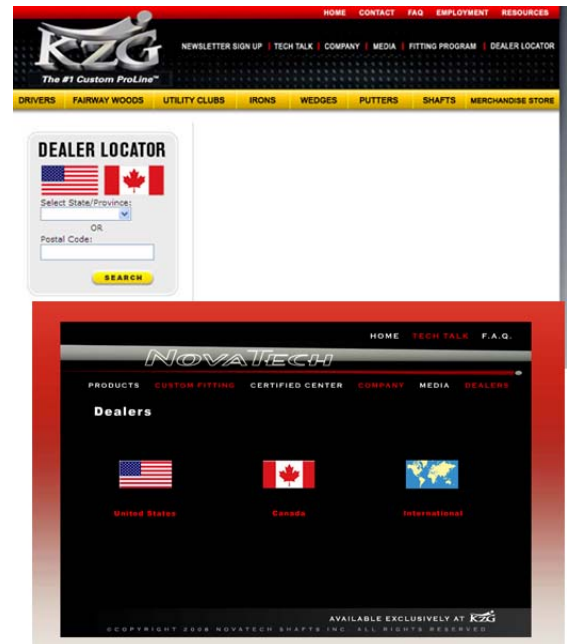 HOME CONTACT FAQ EMPLOYMENT RESOURCES
KZG
NEWSLETTER SIGN UP | TECH TALK | COMPANY | MEDIA | FITTING PROGRAM | DEALER LOCATOR
The #1 Custom ProLine™
DRIVERS FAIRWAY WOODS UTILITY CLUBS IRONS WEDGES PUTTERS SHAFTS MERCHANDISE STORE
DEALER LOCATOR
Select State/Province:
OR
Postal Code:
SEARCH
HOME TECH TALK F.A.Q.
NOVATECH
PRODUCTS CUSTOM FITTING CERTIFIED CENTER COMPANY MEDIA DEALERS
Dealers
United States Canada International
AVAILABLE EXCLUSIVELY AT KZG
©COPYRIGHT 2008 NOVATECH SHAFTS INC. ALL RIGHTS RESERVED